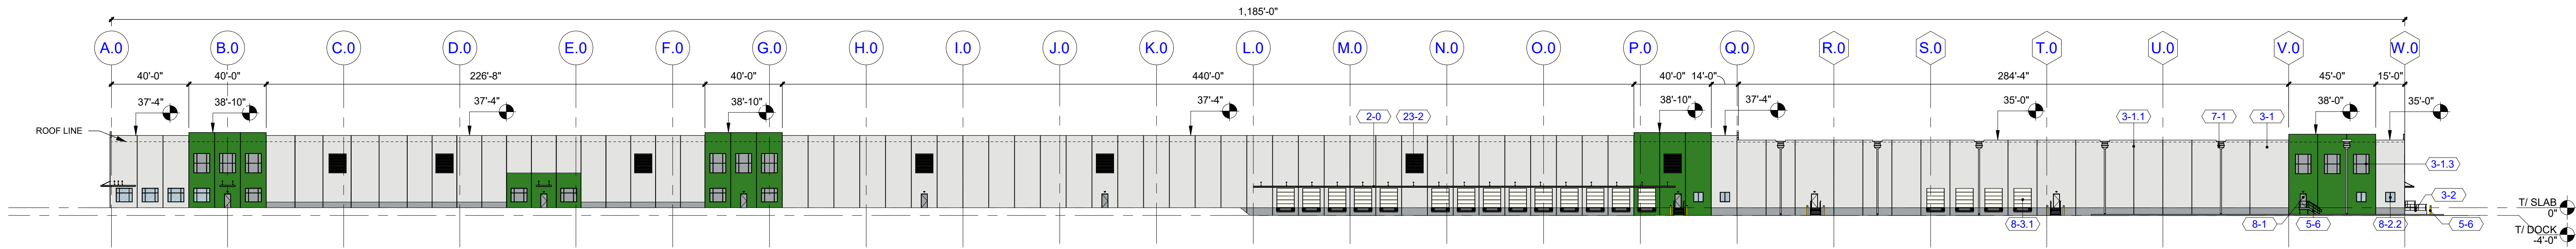 1,185'-0"
A.0 B.0 C.0 D.0 E.0 F.0 G.0 H.0 I.0 J.0 K.0 L.0 M.0 N.0 O.0 P.0 Q.0 R.0 S.0 T.0 U.0 V.0 W.0
40'-0" 40'-0" 226'-8" 40'-0" 440'-0" 40'-0" 14'-0" 284'-4" 45'-0" 15'-0"
37'-4" 38'-10" 37'-4" 38'-10" 37'-4" 38'-10" 37'-4" 35'-0" 38'-0" 35'-0"
2-0 23-2 3-1.1 7-1 3-1
ROOF LINE
3-1.3
3-2
T/ SLAB
0"
8-3.1 8-1 5-6 8-2.2 5-6
T/ DOCK
-4'-0"